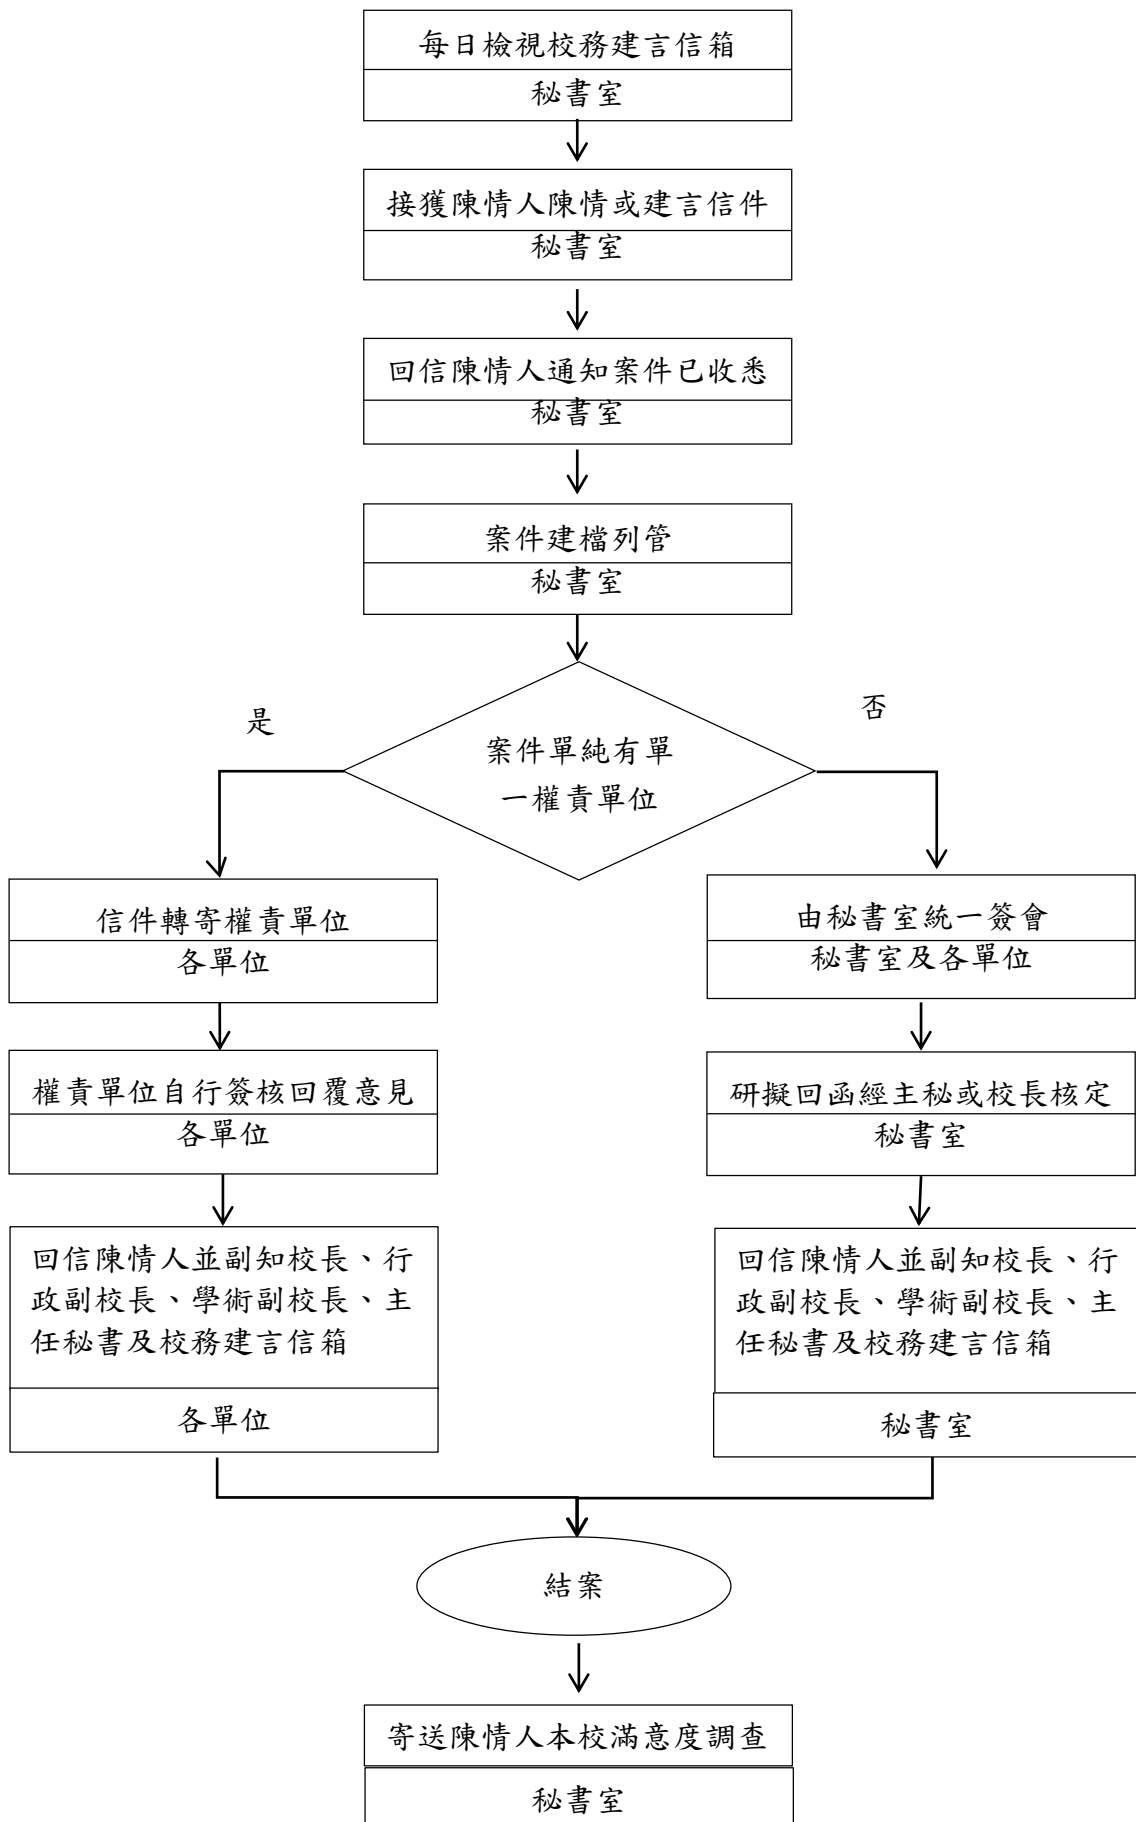 每日檢視校務建言信箱
秘書室
接獲陳情人陳情或建言信件
秘書室
回信陳情人通知案件已收悉
秘書室
案件建檔列管
秘書室
是
否
案件單純有單
一權責單位
信件轉寄權責單位
各單位
權責單位自行簽核回覆意見
各單位
回信陳情人並副知校長、行
政副校長、學術副校長、主
任秘書及校務建言信箱
各單位
由秘書室統一簽會
秘書室及各單位
研擬回函經主秘或校長核定
秘書室
回信陳情人並副知校長、行
政副校長、學術副校長、主
任秘書及校務建言信箱
秘書室
結案
寄送陳情人本校滿意度調查
秘書室